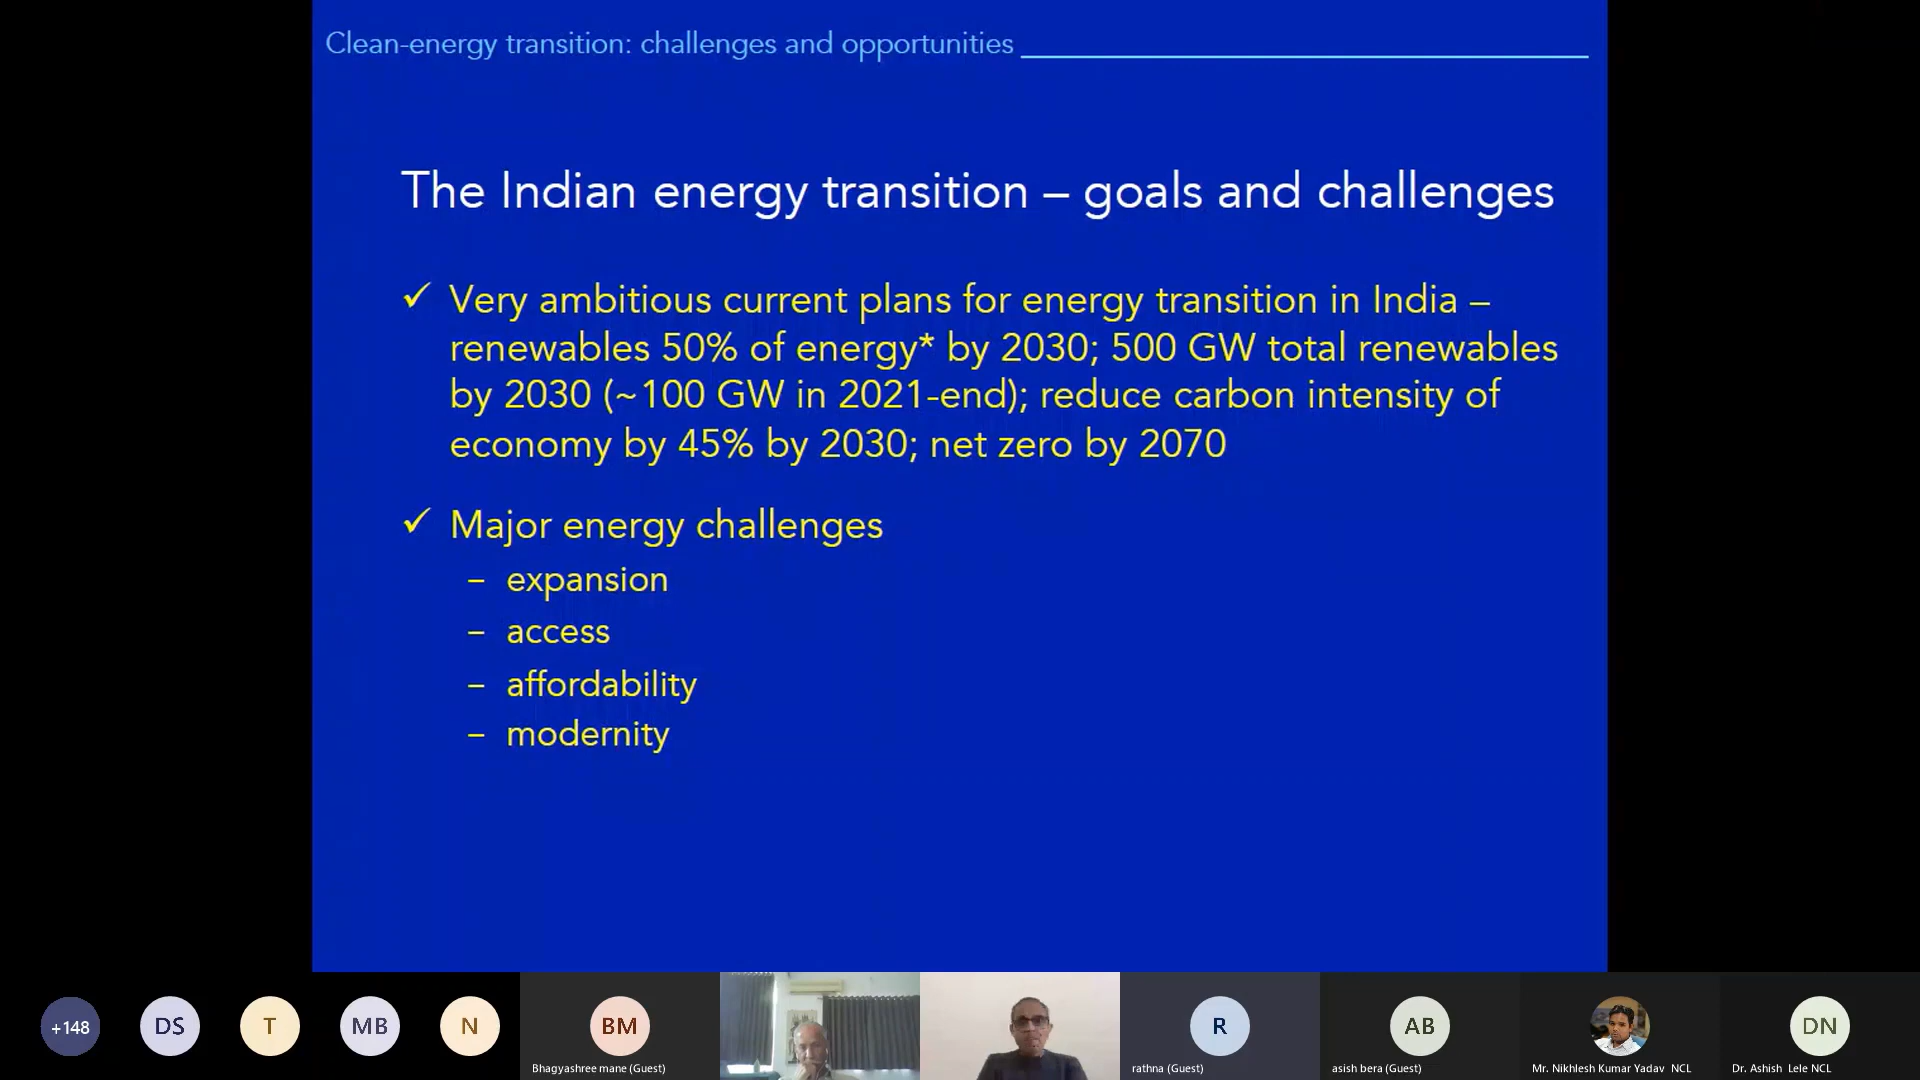 Clean-energy transition: challenges and opportunities
The Indian energy transition – goals and challenges
✓ Very ambitious current plans for energy transition in India –
renewables 50% of energy* by 2030; 500 GW total renewables
by 2030 (~100 GW in 2021-end); reduce carbon intensity of
economy by 45% by 2030; net zero by 2070
✓ Major energy challenges
– expansion
– access
– affordability
– modernity
+148
DS
T
MB
N
BM
R
AB
DN
Bhagyashree mane (Guest)
rathna (Guest)
asish bera (Guest)
Mr. Nikhlesh Kumar Yadav NCL
Dr. Ashish Lele NCL